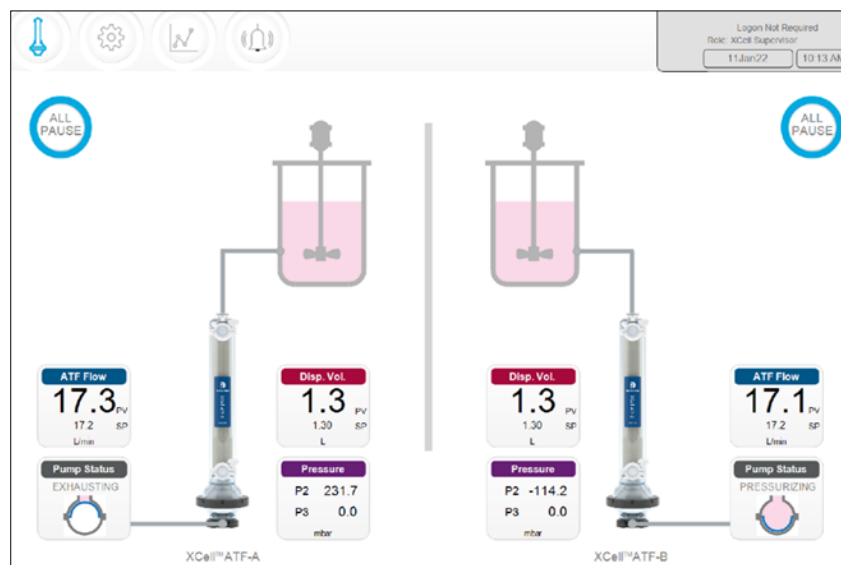 Logon Not Required
Role: XCell Supervisor
11Jan22
10:13 AM
ALL
PAUSE
ALL
PAUSE
ATF Flow
17.3 PV
17.2 SP
L/min
Disp. Vol.
1.3 PV
1.30 SP
L
Disp. Vol.
1.3 PV
1.30 SP
L
ATF Flow
17.1 PV
17.2 SP
L/min
Pump Status
EXHAUSTING
Pressure
P2 231.7
P3 0.0
mbar
Pressure
P2 -114.2
P3 0.0
mbar
Pump Status
PRESSURIZING
XCell™ATF-A
XCell™ATF-B